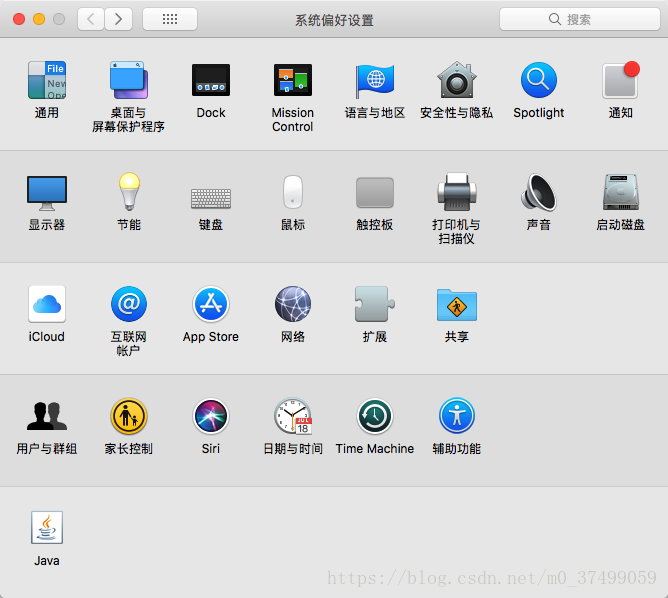 系统偏好设置
搜索
File
New
Ope
通用
桌面与
屏幕保护程序
Dock
Mission
Control
语言与地区
安全性与隐私
Spotlight
通知
显示器
节能
键盘
鼠标
触控板
打印机与
扫描仪
声音
启动磁盘
iCloud
互联网
帐户
App Store
网络
扩展
共享
用户与群组
家长控制
Siri
JUL
18
日期与时间
Time Machine
辅助功能
Java
https://blog.csdn.net/m0_37499059